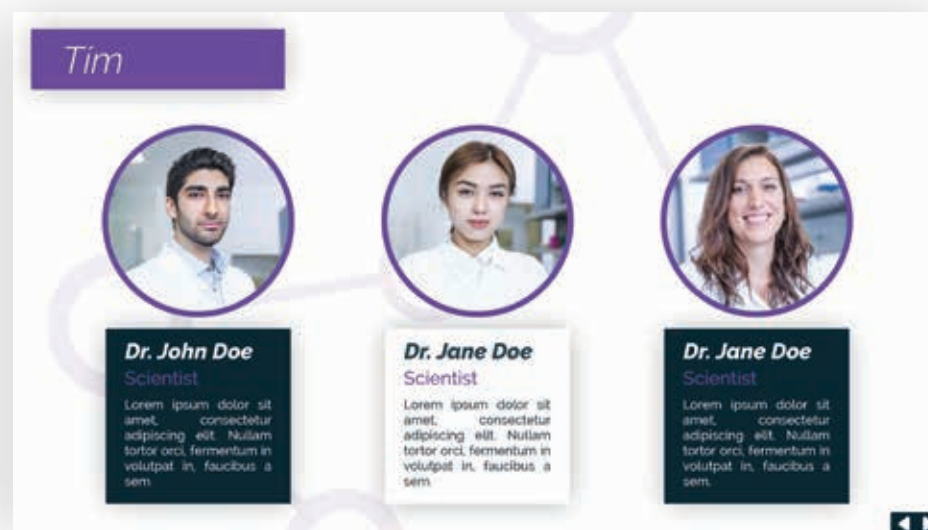 Tim
Dr. John Doe
Scientist
Lorem ipsum dolor sit
amet, consectetur
adipiscing elit. Nullam
tortor orci, fermentum in
volutpat in, faucibus a
sem.
Dr. Jane Doe
Scientist
Lorem ipsum dolor sit
amet, consectetur
adipiscing elit. Nullam
tortor orci, fermentum in
volutpat in, faucibus a
sem.
Dr. Jane Doe
Scientist
Lorem ipsum dolor sit
amet, consectetur
adipiscing elit. Nullam
tortor orci, fermentum in
volutpat in, faucibus a
sem.